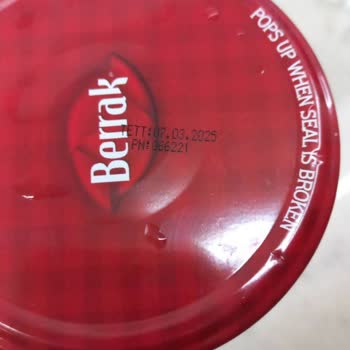 Berrak
TETT:07.03.2025
PN:086221
POPS UP WHEN SEAL IS BROKEN